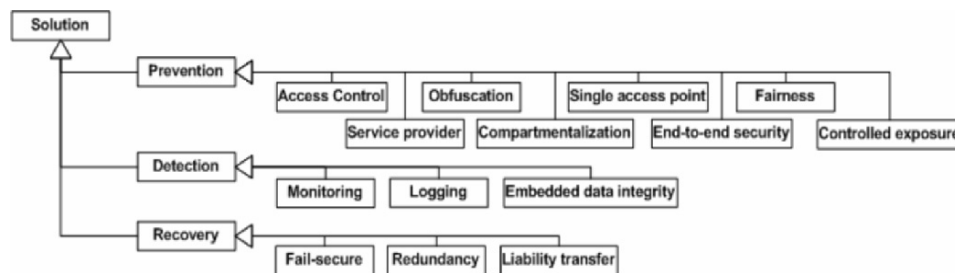 Solution
Prevention
Access Control
Obfuscation
Single access point
Fairness
Service provider
Compartmentalization
End-to-end security
Controlled exposure
Detection
Monitoring
Logging
Embedded data integrity
Recovery
Fail-secure
Redundancy
Liability transfer